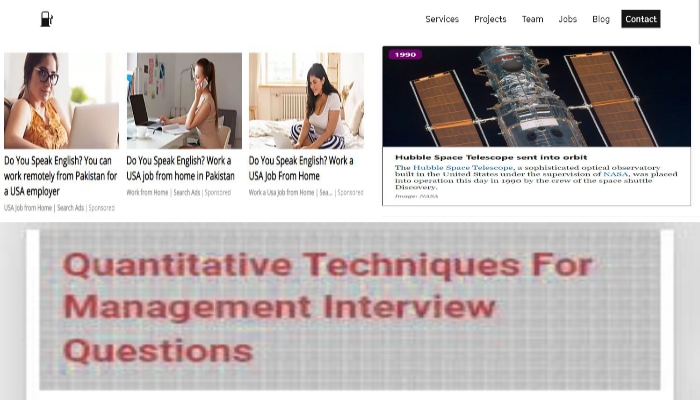 Services Projects Team Jobs Blog Contact
Do You Speak English? You can
work remotely from Pakistan for
a USA employer
USA Job from Home | Search Ads | Sponsored
Do You Speak English? Work a
USA job from home in Pakistan
Work from Home | Search Ads | Sponsored
Do You Speak English? Work a
USA Job From Home
Work a Usa Job from Home | Sea... | Sponsored
1990
Hubble Space Telescope sent into orbit
The Hubble Space Telescope, a sophisticated optical observatory
built in the United States under the supervision of NASA, was placed
into operation this day in 1990 by the crew of the space shuttle
Discovery.
Image: NASA
Quantitative Techniques For
Management Interview
Questions